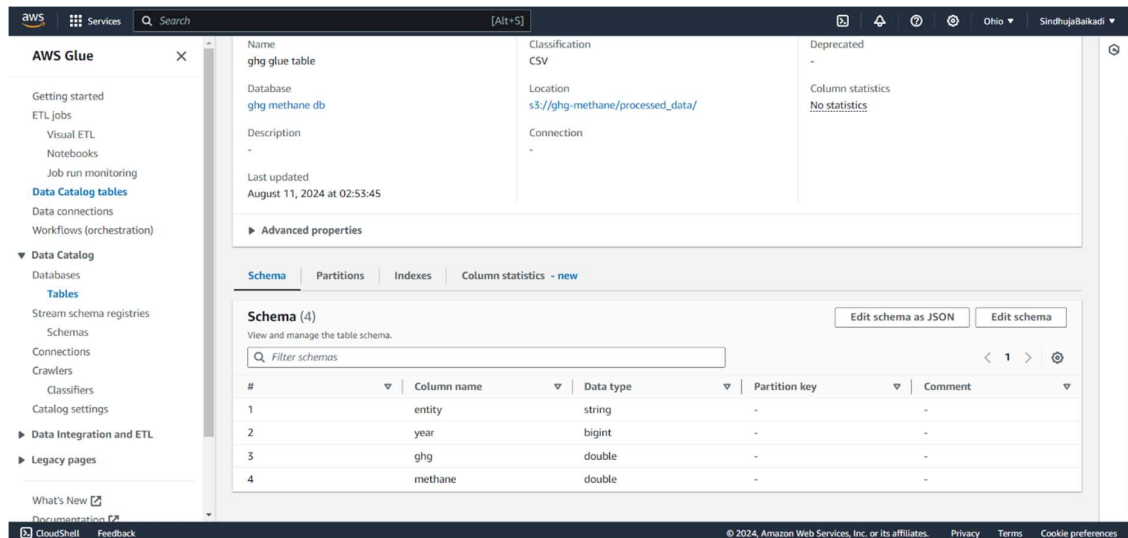 aws Services Search [Alt+S] Ohio SindhujaBaikadi
AWS Glue
Getting started
ETL jobs
Visual ETL
Notebooks
Job run monitoring
Data Catalog tables
Data connections
Workflows (orchestration)
Data Catalog
Databases
Tables
Stream schema registries
Schemas
Connections
Crawlers
Classifiers
Catalog settings
Data Integration and ETL
Legacy pages
What's New
Documentation
Name Classification Deprecated
ghg glue table CSV -
Database Location Column statistics
ghg methane db s3://ghg-methane/processed_data/ No statistics
Description Connection
- -
Last updated
August 11, 2024 at 02:53:45
Advanced properties
Schema Partitions Indexes Column statistics - new
Schema (4) Edit schema as JSON Edit schema
View and manage the table schema.
Filter schemas 1
# Column name Data type Partition key Comment
1 entity string - -
2 year bigint - -
3 ghg double - -
4 methane double - -
CloudShell Feedback © 2024, Amazon Web Services, Inc. or its affiliates. Privacy Terms Cookie preferences